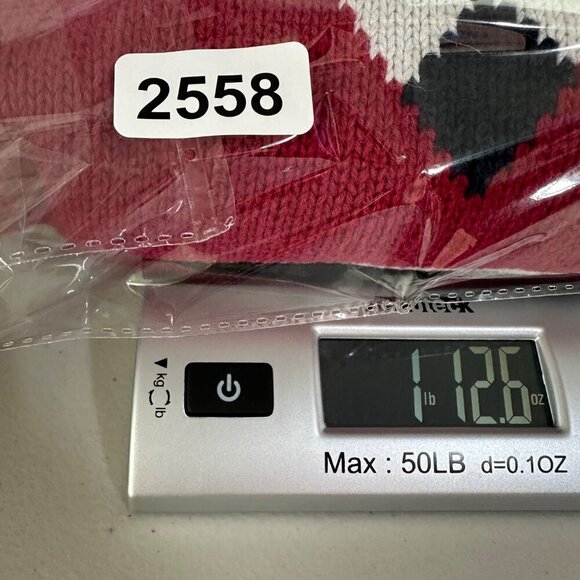 2558
kg lb
1 lb 12.6 oz
Max : 50LB d=0.1OZ